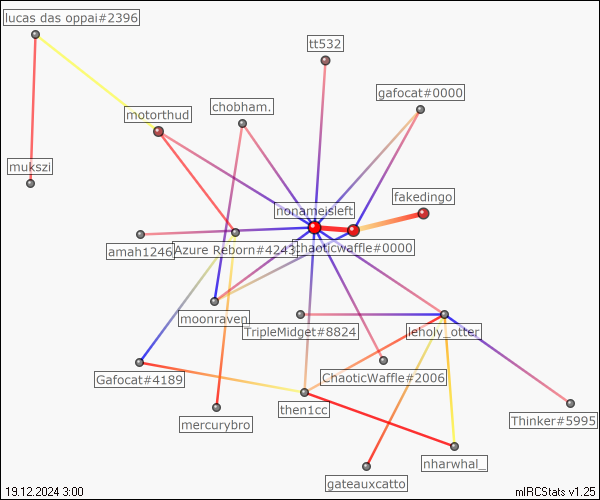 lucas das oppai#2396
tt532
gafocat#0000
chobham.
motorthud
mukszi
fakedingo
nonameisleft
amah1246
Azure Reborn#4243
chaoticwaffle#0000
moonraven
TripleMidget#8824
leholy_otter
Gafocat#4189
ChaoticWaffle#2006
then1cc
mercurybro
Thinker#5995
nharwhal_
gateauxcatto
19.12.2024 3:00
mIRCStats v1.25